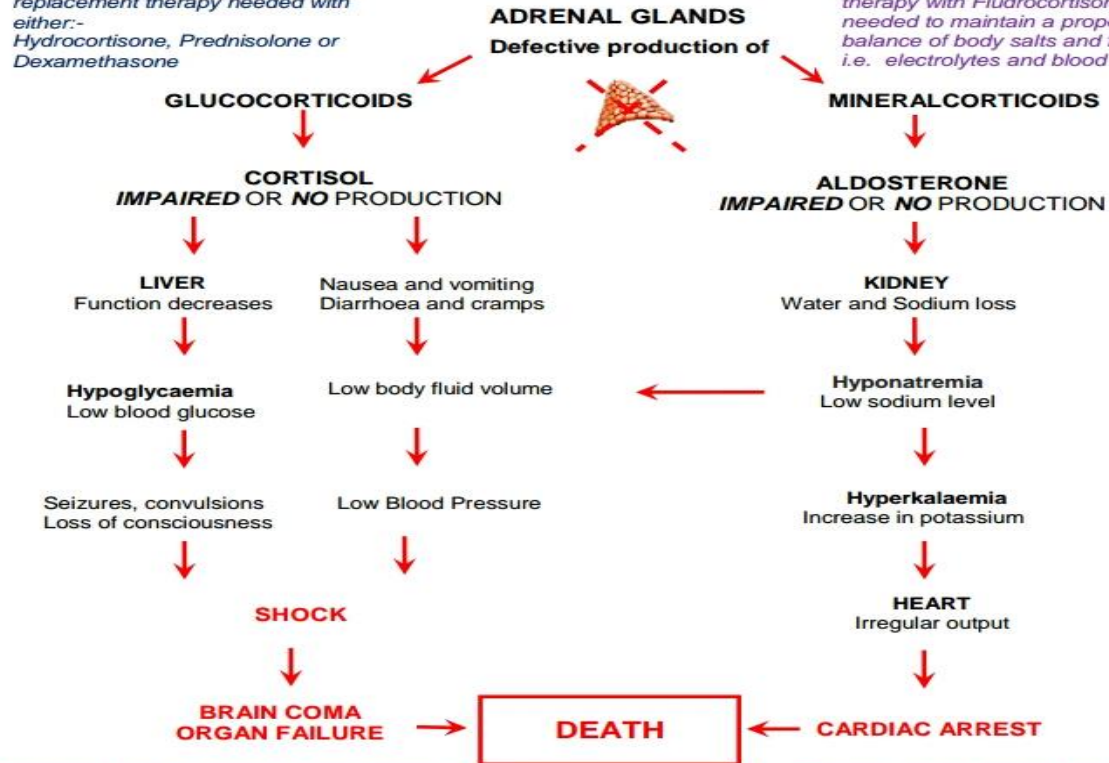 replacement therapy needed with
either:-
Hydrocortisone, Prednisolone or
Dexamethasone
ADRENAL GLANDS
Defective production of
therapy with
needed to maintain a
balance of body salts and
i.e. electrolytes and blood
GLUCOCORTICOIDS
MINERALCORTICOIDS
CORTISOL
IMPAIRED OR NO PRODUCTION
ALDOSTERONE
IMPAIRED OR NO PRODUCTION
LIVER
Function decreases
Nausea and vomiting
Diarrhoea and cramps
KIDNEY
Water and Sodium loss
Hypoglycaemia
Low blood glucose
Low body fluid volume
Hyponatremia
Low sodium level
Seizures, convulsions
Loss of consciousness
Low Blood Pressure
Hyperkalaemia
Increase in potassium
SHOCK
HEART
Irregular output
BRAIN COMA
ORGAN FAILURE
DEATH
CARDIAC ARREST